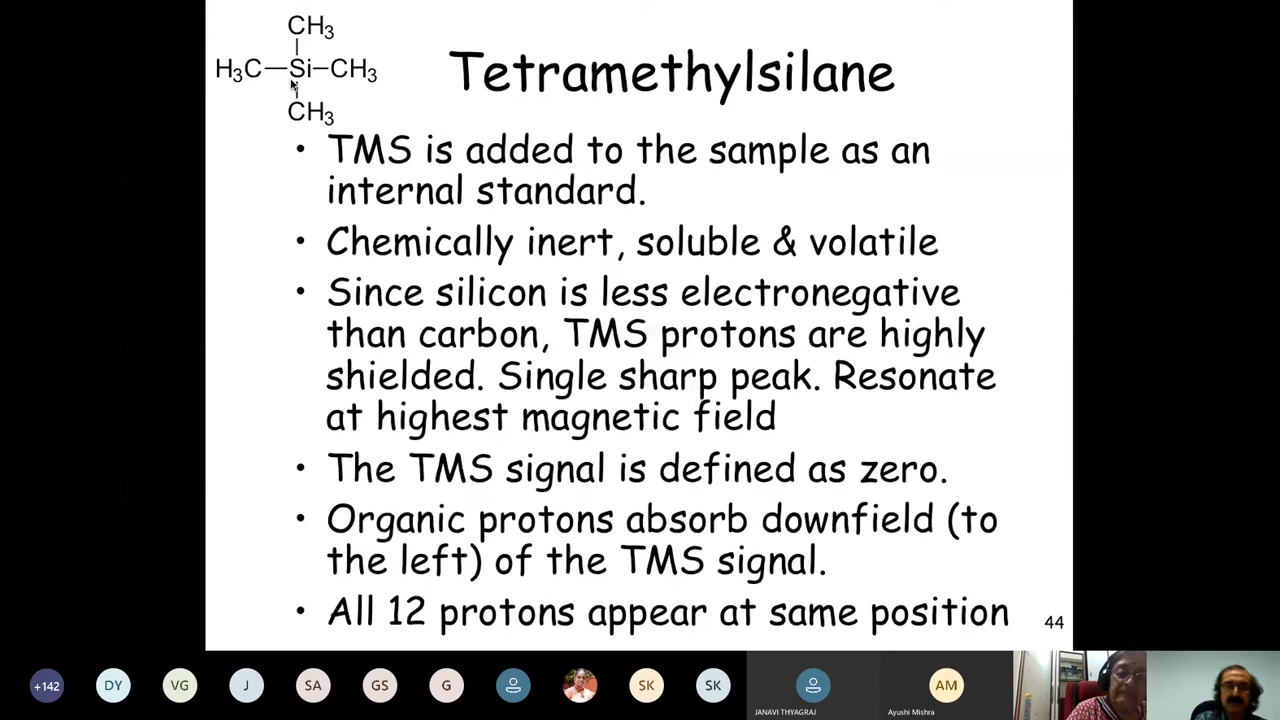 CH3
H3C—Si—CH3
CH3
Tetramethylsilane
• TMS is added to the sample as an
internal standard.
• Chemically inert, soluble & volatile
• Since silicon is less electronegative
than carbon, TMS protons are highly
shielded. Single sharp peak. Resonate
at highest magnetic field
• The TMS signal is defined as zero.
• Organic protons absorb downfield (to
the left) of the TMS signal.
• All 12 protons appear at same position
44
+142
DY
VG
J
SA
GS
G
SK
SK
AM
JANAVI THYAGRAJ
Ayushi Mishra